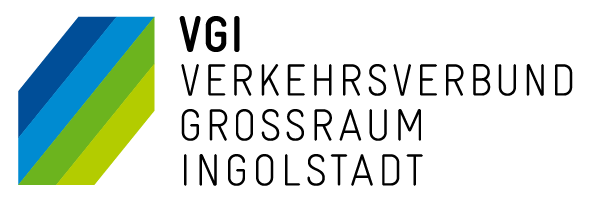 VGI
VERKEHRSVERBUND
GROSSRAUM
INGOLSTADT